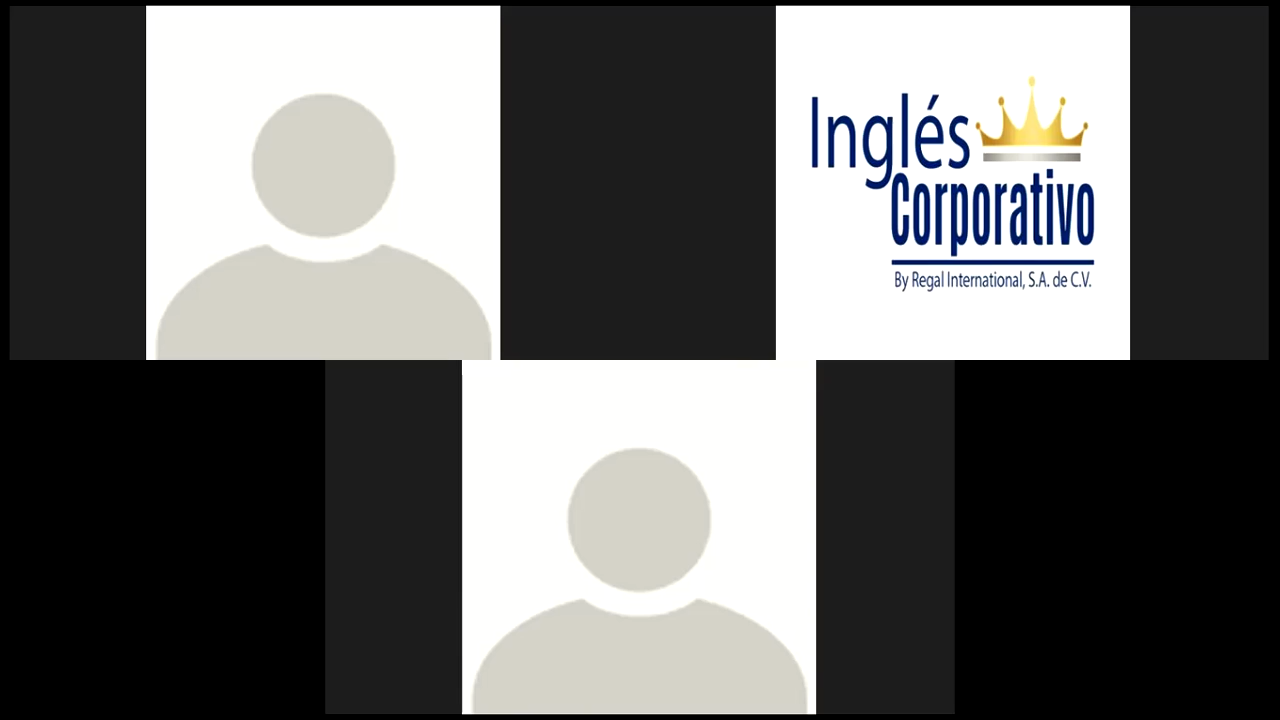 Inglés
Corporativo
By Regal International, S.A. de C.V.